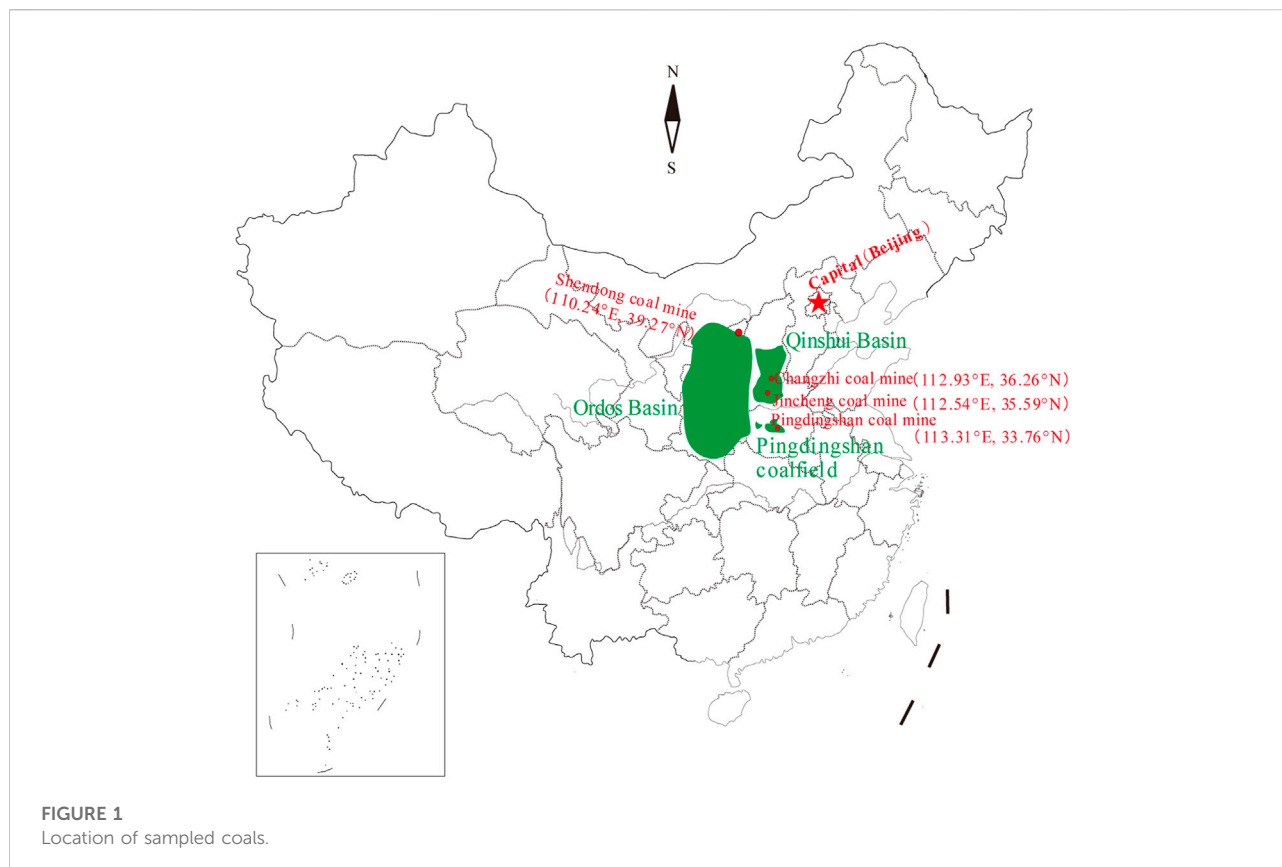 N
S
Capital(Beijing)
Shendong coal mine
(110.24°E, 39.27°N)
Qinshui Basin
Changzhi coal mine(112.93°E, 36.26°N)
Jincheng coal mine (112.54°E, 35.59°N)
Ordos Basin
Pingdingshan coal mine
(113.31°E, 33.76°N)
Pingdingshan
coalfield
FIGURE 1
Location of sampled coals.